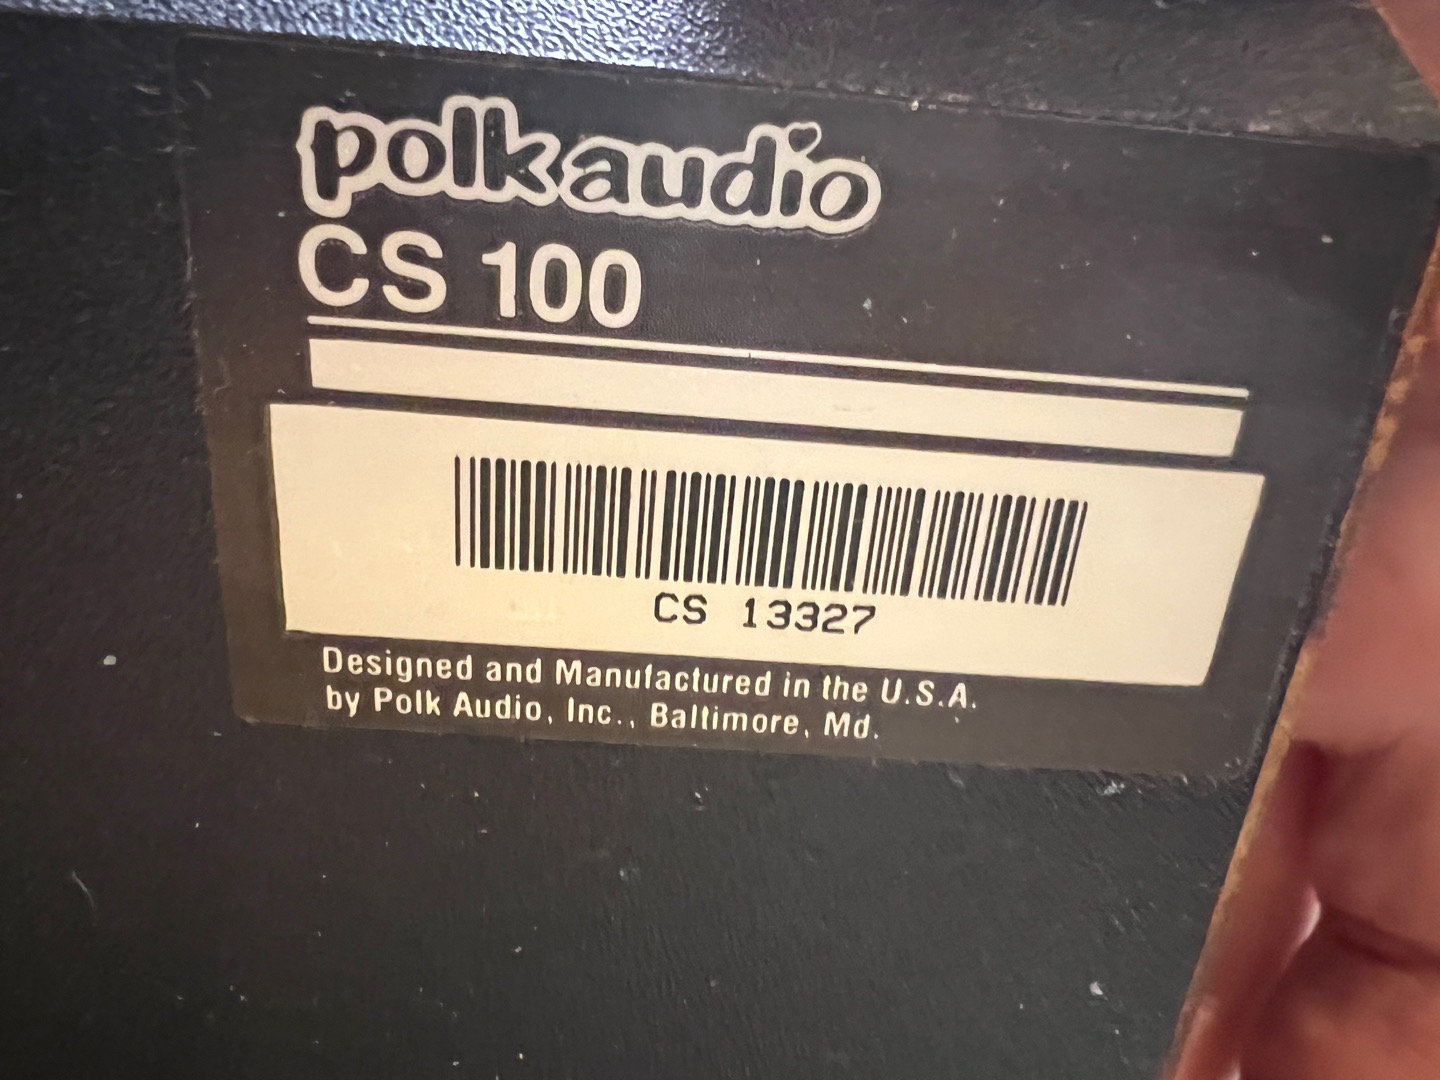 polkaudio
CS 100
CS 13327
Designed and Manufactured in the U.S.A.
by Polk Audio, Inc., Baltimore, Md.